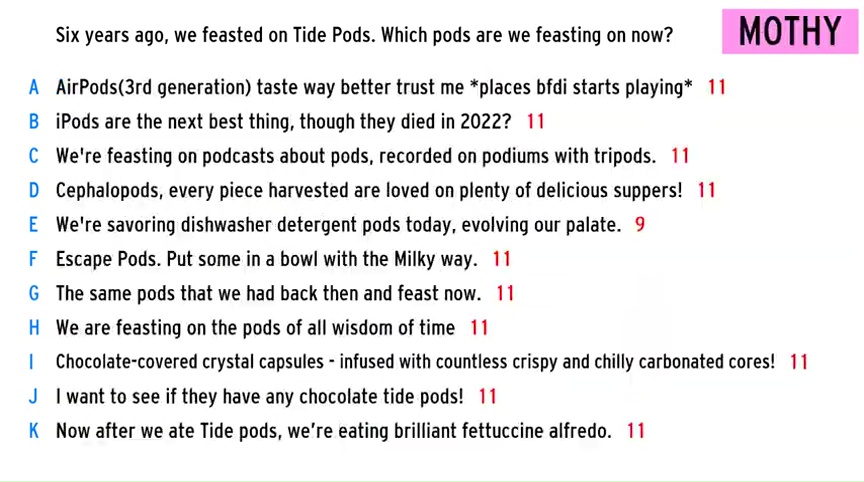 Six years ago, we feasted on Tide Pods. Which pods are we feasting on now?
MOTHY
A AirPods(3rd generation) taste way better trust me *places bfdi starts playing* 11
B iPods are the next best thing, though they died in 2022? 11
C We're feasting on podcasts about pods, recorded on podiums with tripods. 11
D Cephalopods, every piece harvested are loved on plenty of delicious suppers! 11
E We're savoring dishwasher detergent pods today, evolving our palate. 9
F Escape Pods. Put some in a bowl with the Milky way. 11
G The same pods that we had back then and feast now. 11
H We are feasting on the pods of all wisdom of time 11
I Chocolate-covered crystal capsules - infused with countless crispy and chilly carbonated cores! 11
J I want to see if they have any chocolate tide pods! 11
K Now after we ate Tide pods, we're eating brilliant fettuccine alfredo. 11